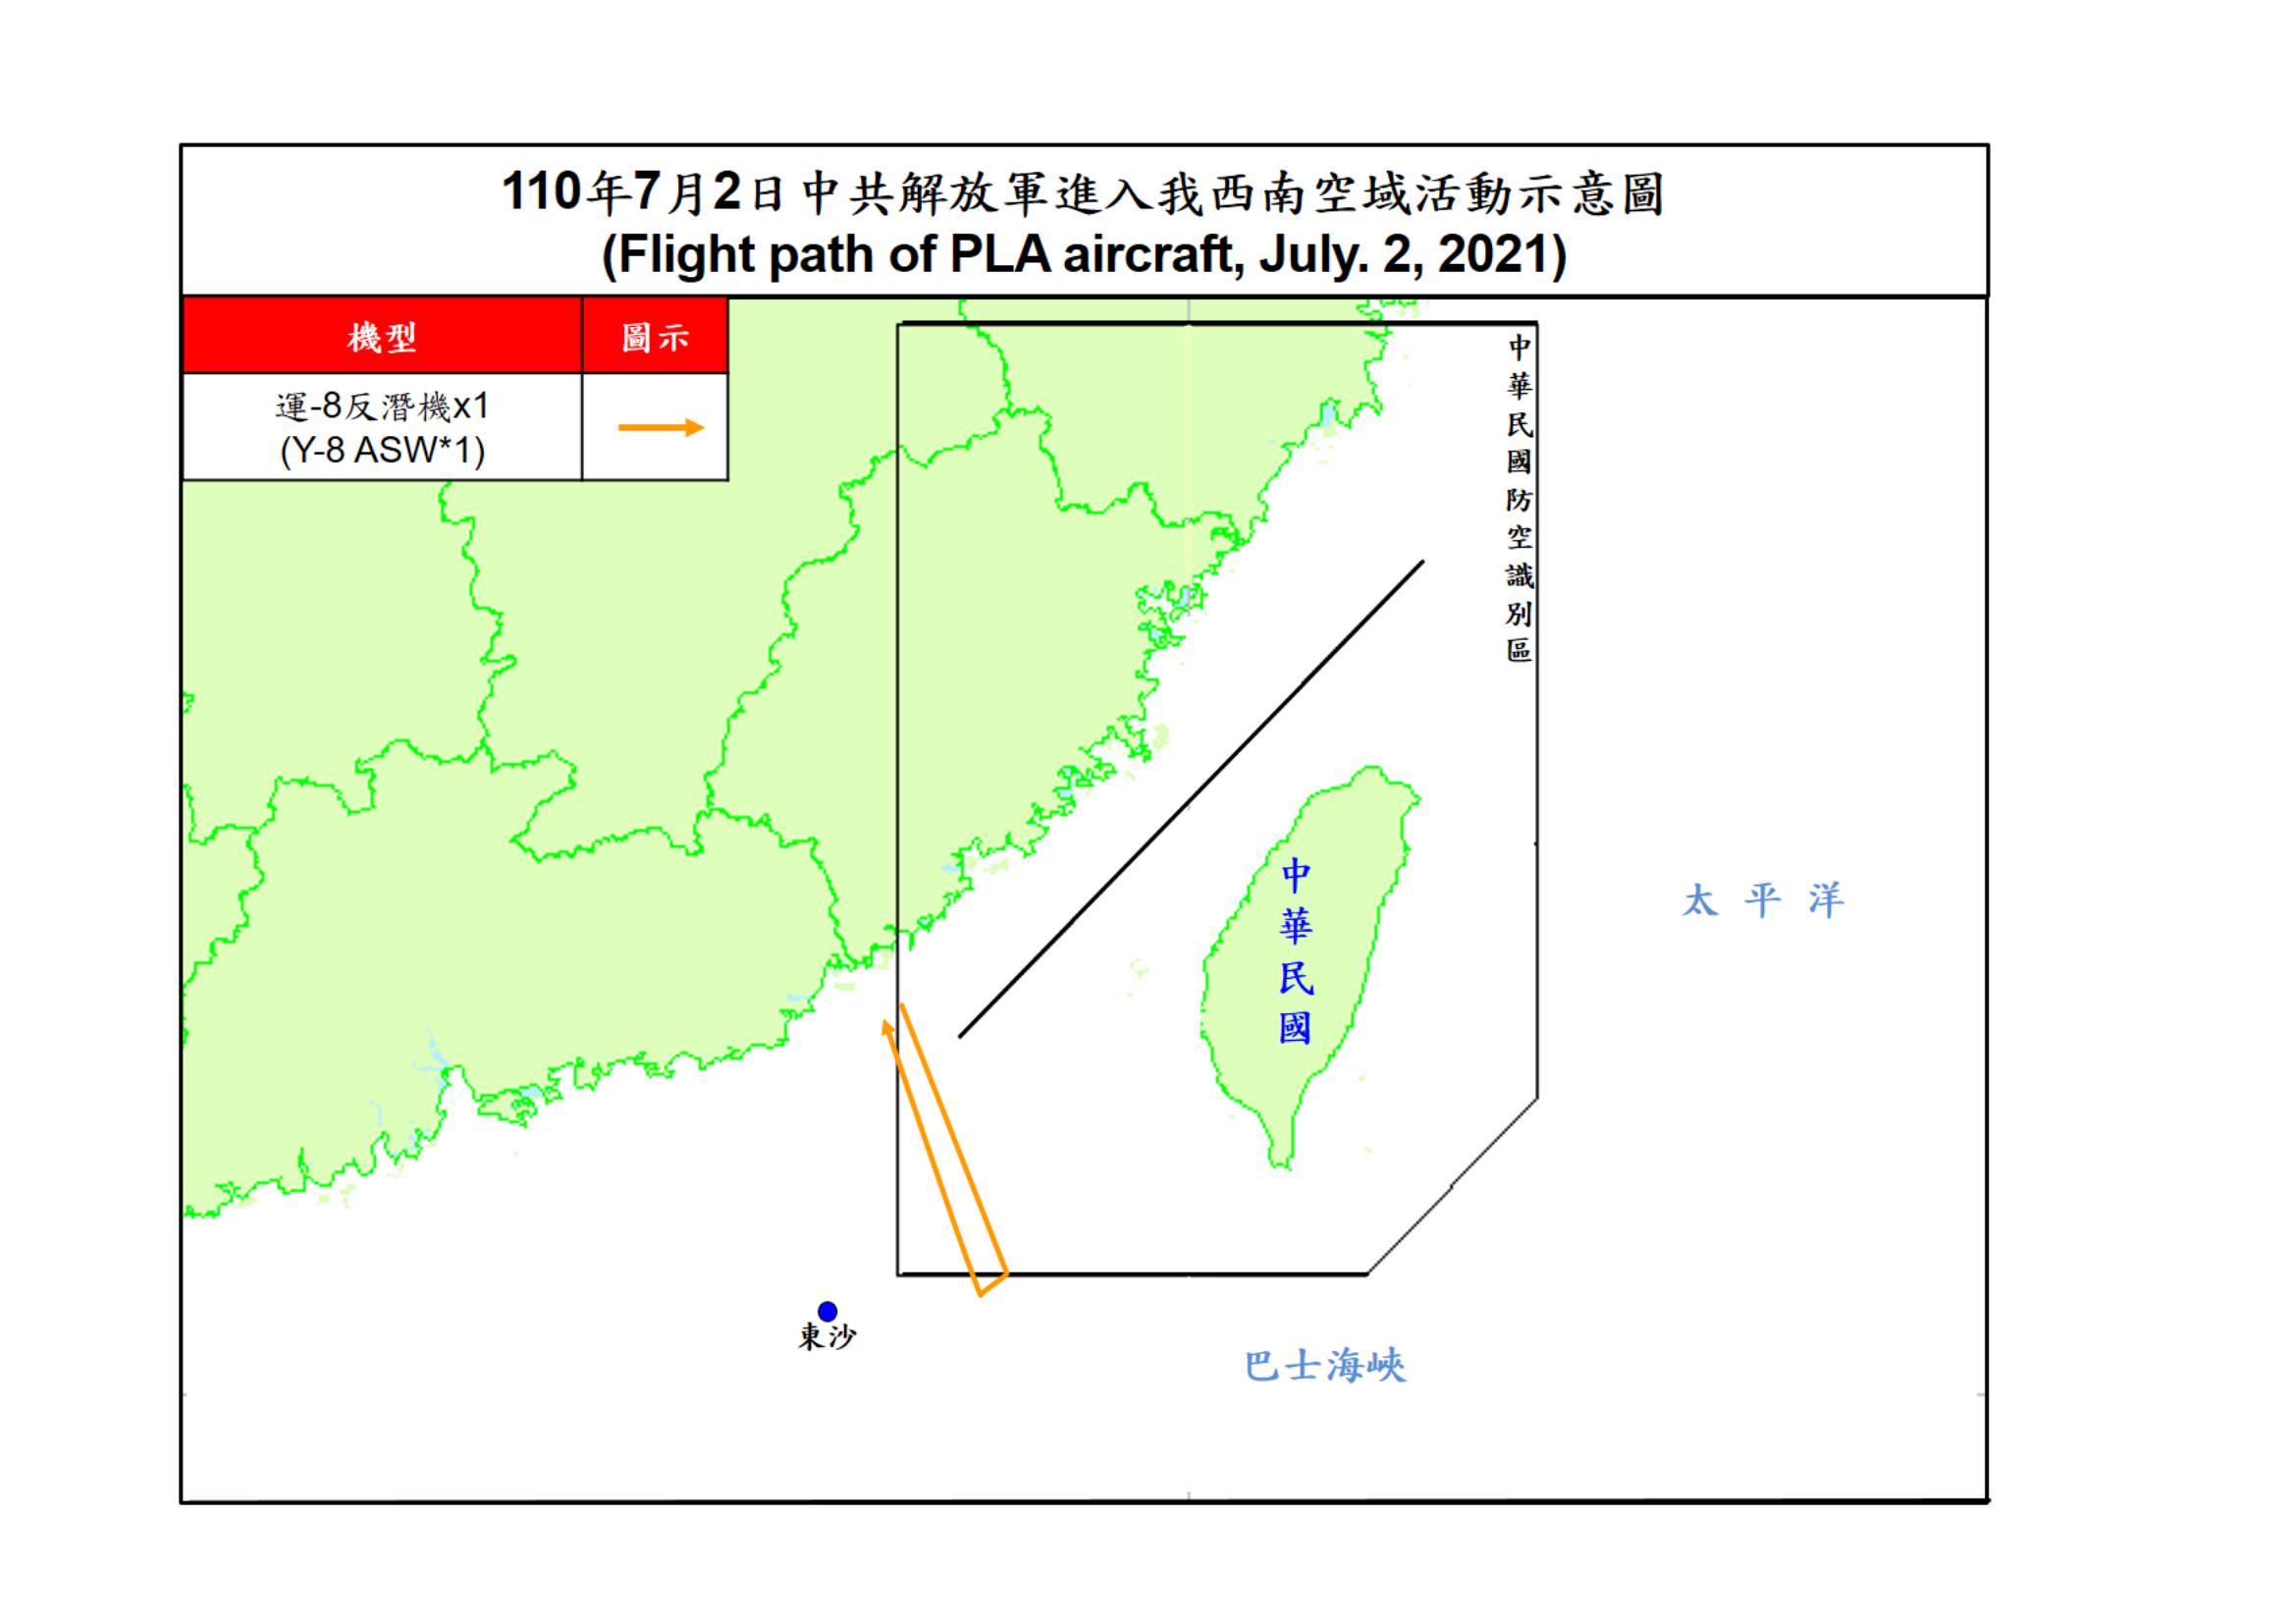 110年7月2日中共解放軍進入我西南空域活動示意圖
(Flight path of PLA aircraft, July. 2, 2021)
機型
圖示
運-8反潛機x1
(Y-8 ASW*1)
中華民國防空識別區
中華民國
太平洋
東沙
巴士海峽